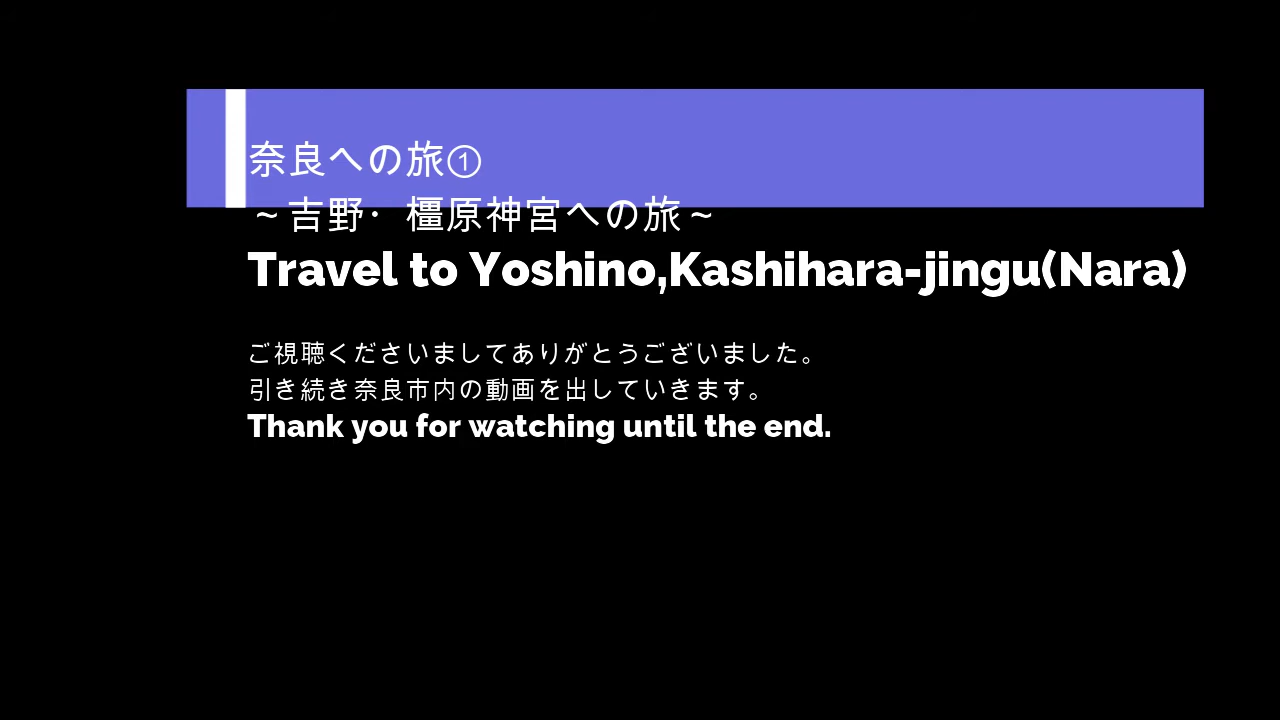 奈良への旅①
～吉野・橿原神宮への旅～
Travel to Yoshino,Kashihara-jingu(Nara)
ご視聴くださいましてありがとうございました。
引き続き奈良市内の動画を出していきます。
Thank you for watching until the end.